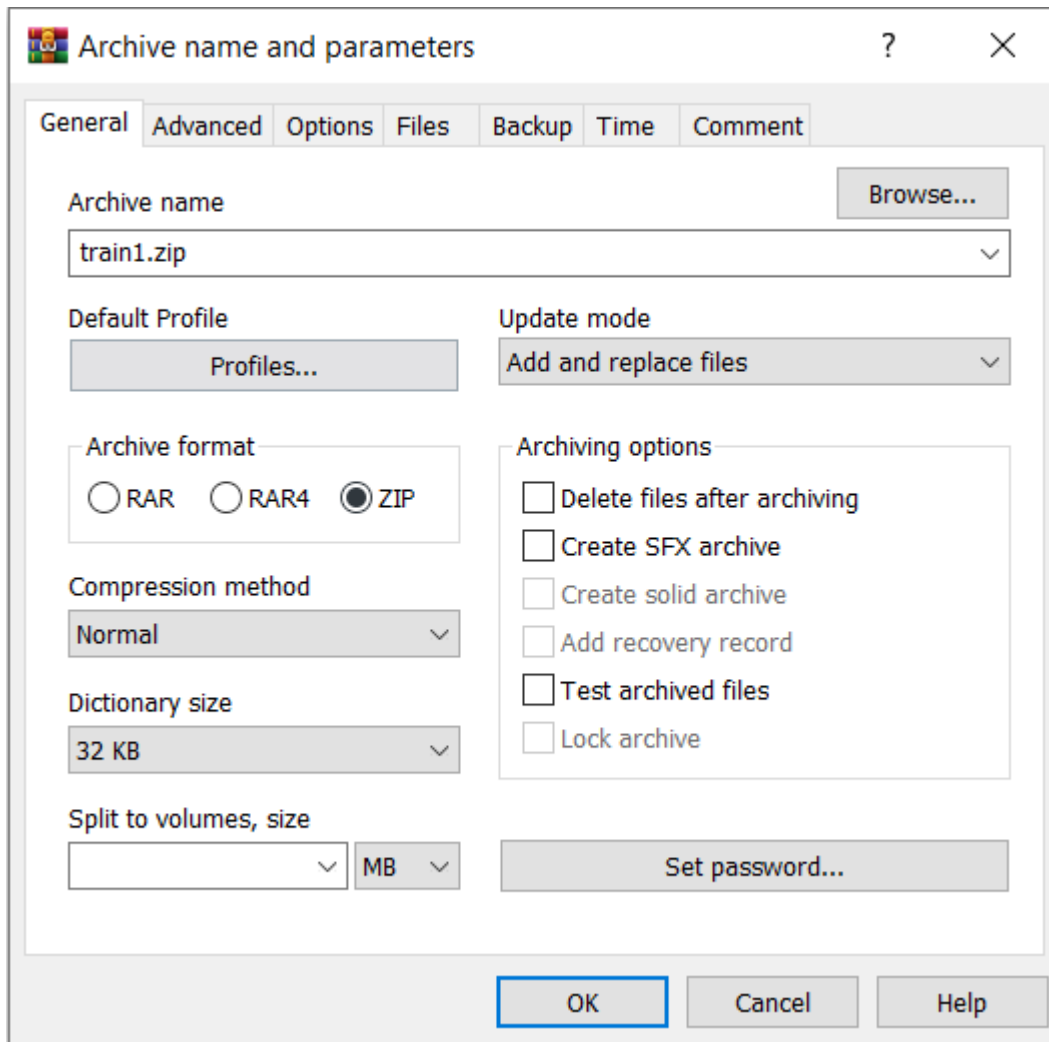 Archive name and parameters
?
General Advanced Options Files Backup Time Comment
Browse...
Archive name
train1.zip
Default Profile
Profiles...
Update mode
Add and replace files
Archive format
RAR RAR4 ZIP
Compression method
Normal
Dictionary size
32 KB
Split to volumes, size
MB
Archiving options
Delete files after archiving
Create SFX archive
Create solid archive
Add recovery record
Test archived files
Lock archive
Set password...
OK Cancel Help